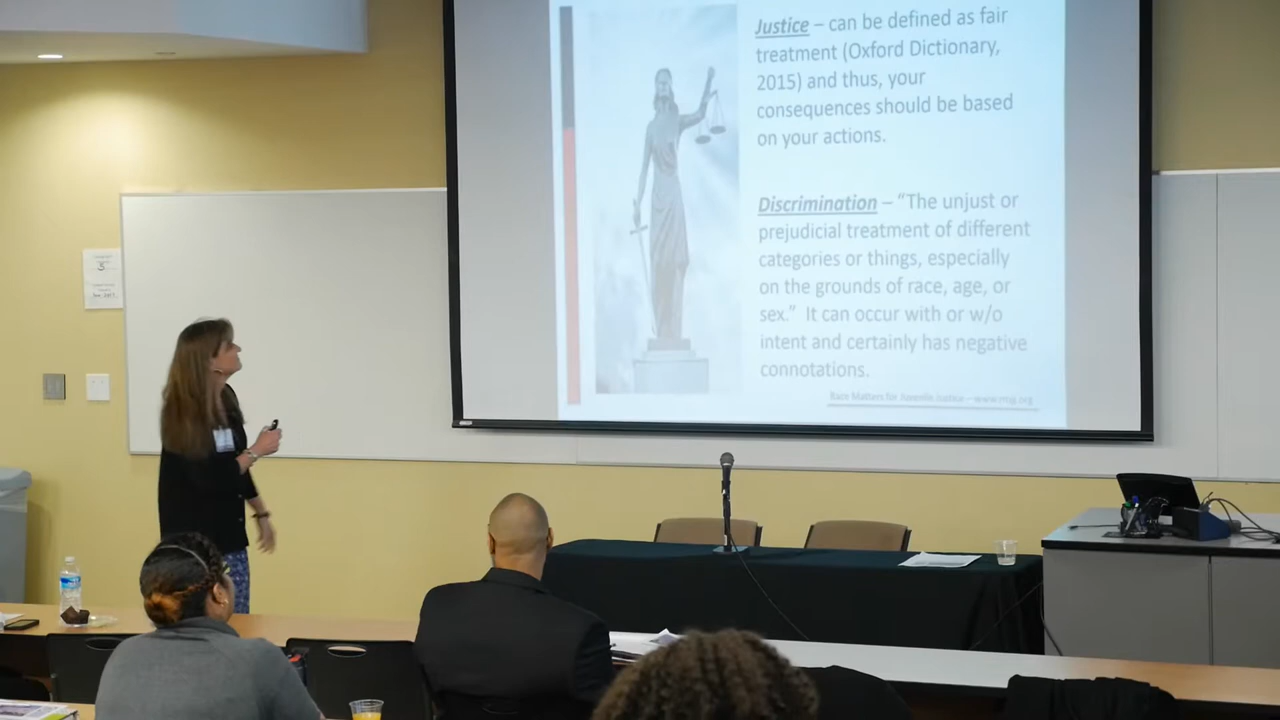 Justice – can be defined as fair
treatment (Oxford Dictionary,
2015) and thus, your
consequences should be based
on your actions.
Discrimination – “The unjust or
prejudicial treatment of different
categories or things, especially
on the grounds of race, age, or
sex.” It can occur with or w/o
intent and certainly has negative
connotations.
Race Matters for Juvenile Justice – www.rmjj.org